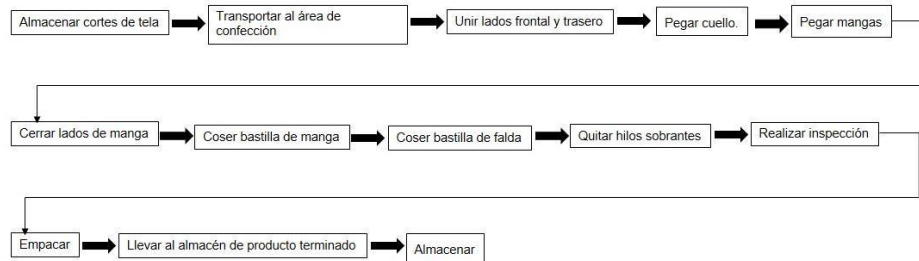 Almacenar cortes de tela
Transportar al área de
confección
Unir lados frontal y trasero
Pegar cuello.
Pegar mangas
Cerrar lados de manga
Coser bastilla de manga
Coser bastilla de falda
Quitar hilos sobrantes
Realizar inspección
Empacar
Llevar al almacén de producto terminado
Almacenar